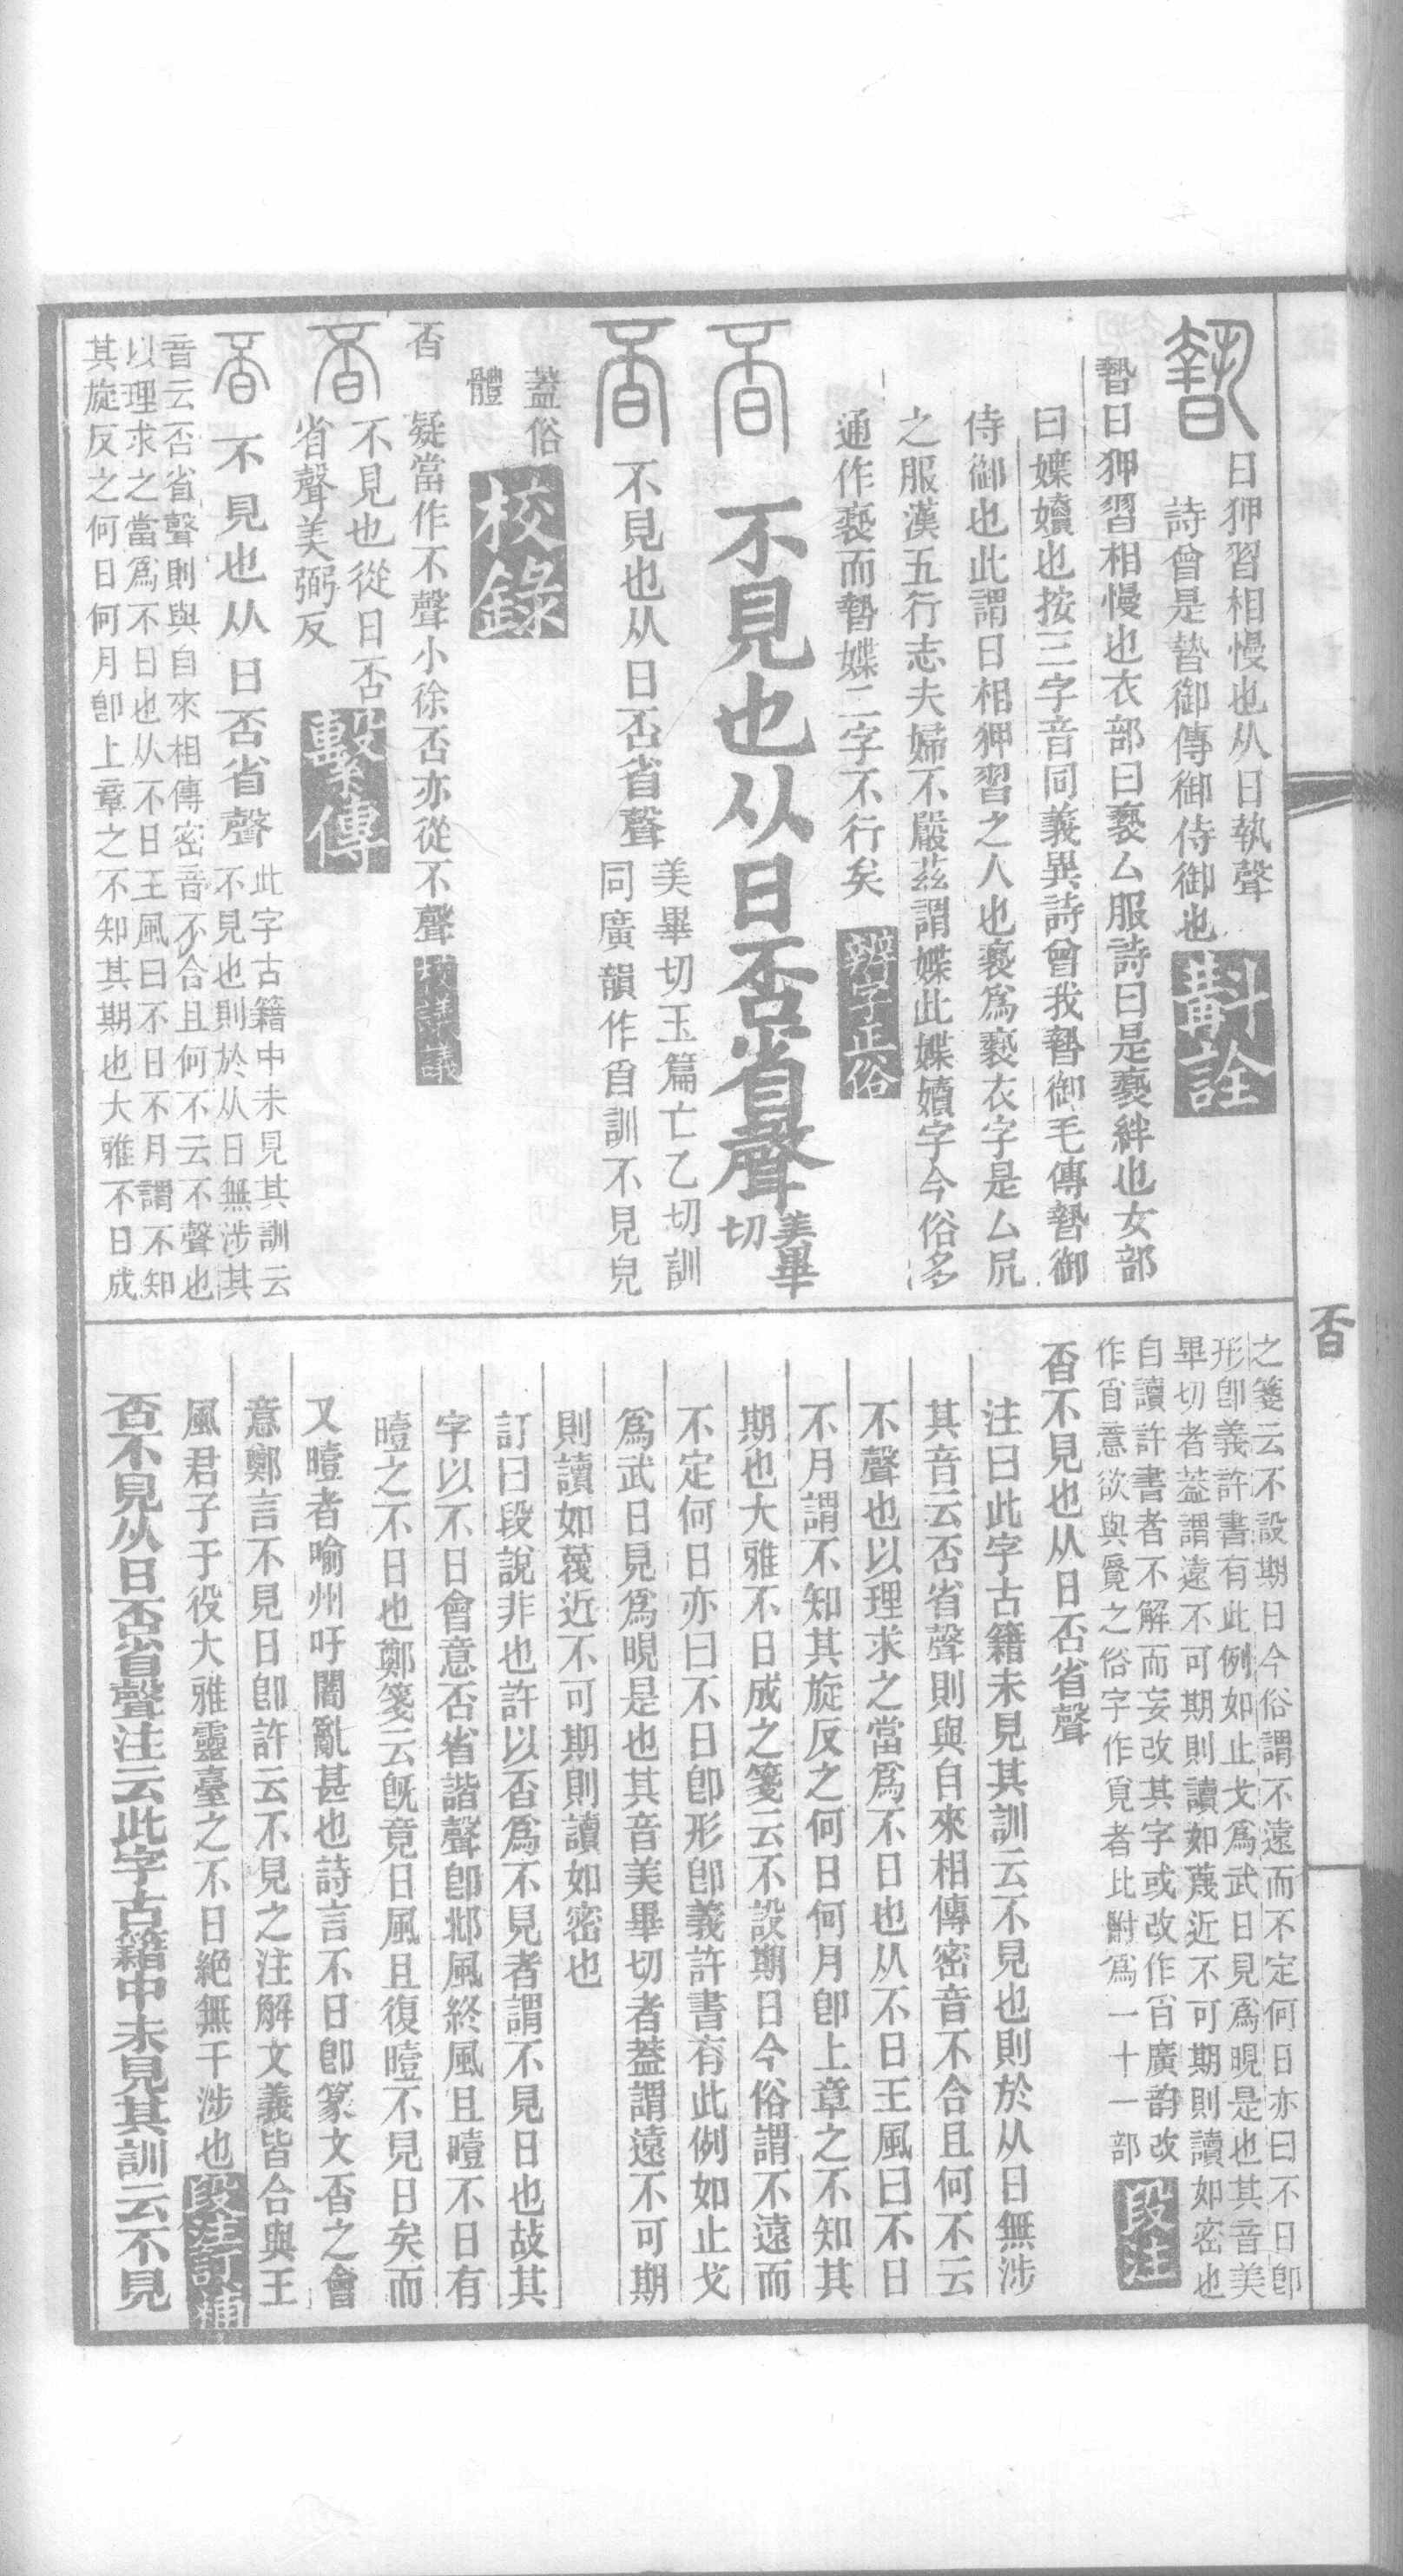 日狎習相慢也从日執聲
詩曾是暬御傳御侍御也
斠詮
暬日狎習相慢也衣部曰褻厶服詩曰是褻絆也女部
曰媟嬻也按三字音同義異詩曾我暬御毛傳暬御
侍御也此謂日相狎習之人也褻爲褻衣字是厶凥
之服漢五行志夫婦不嚴茲謂媟此媟嬻字今俗多
通作褻而暬媟二字不行矣
辨字正俗
不見也从日否省聲
美畢
切
不見也从日否省聲
美畢切玉篇亡乙切訓
同廣韻作𥄎訓不見皃
蓋俗
體
校錄
否
疑當作不聲小徐否亦從不聲
校議議
不見也從日否
省聲美弼反
繫傳
不見也从日否省聲
此字古籍中未見其訓云
不見也則於从日無涉其
音云否省聲則與自來相傳密音不合且何不云不聲也
以理求之當爲不日也从不日王風曰不日不月謂不知
其旋反之何日何月卽上章之不知其期也大雅不日成
否
之箋云不設期日今俗謂不遠而不定何日亦曰不日卽
形卽義許書有此例如止戈爲武日見爲晛是也其音美
畢切者葢謂遠不可期則讀如蔑近不可期則讀如密也
自讀許書者不解而妄改其字或改作𥄎廣韵改
作𥄎意欲與覓之俗字作覔者比附爲一十一部
段注
否不見也从日否省聲
注曰此字古籍未見其訓云不見也則於从日無涉
其音云否省聲則與自來相傳密音不合且何不云
不聲也以理求之當爲不日也从不日王風曰不日
不月謂不知其旋反之何日何月卽上章之不知其
期也大雅不日成之箋云不設期日今俗謂不遠而
不定何日亦曰不日卽形卽義許書有此例如止戈
爲武日見爲晛是也其音美畢切者葢謂遠不可期
則讀如蔑近不可期則讀如密也
訂曰段說非也許以否爲不見者謂不見日也故其
字以不日會意否省諧聲卽邶風終風且曀不日有
曀之不日也鄭箋云旣竟日風且復曀不見日矣而
又曀者喻州吁闇亂甚也詩言不日卽篆文否之會
意鄭言不見日卽許云不見之注解文義皆合與王
風君子于役大雅靈臺之不日絕無干涉也
段注訂補
否不見从日否省聲注云此字古籍中未見其訓云不見